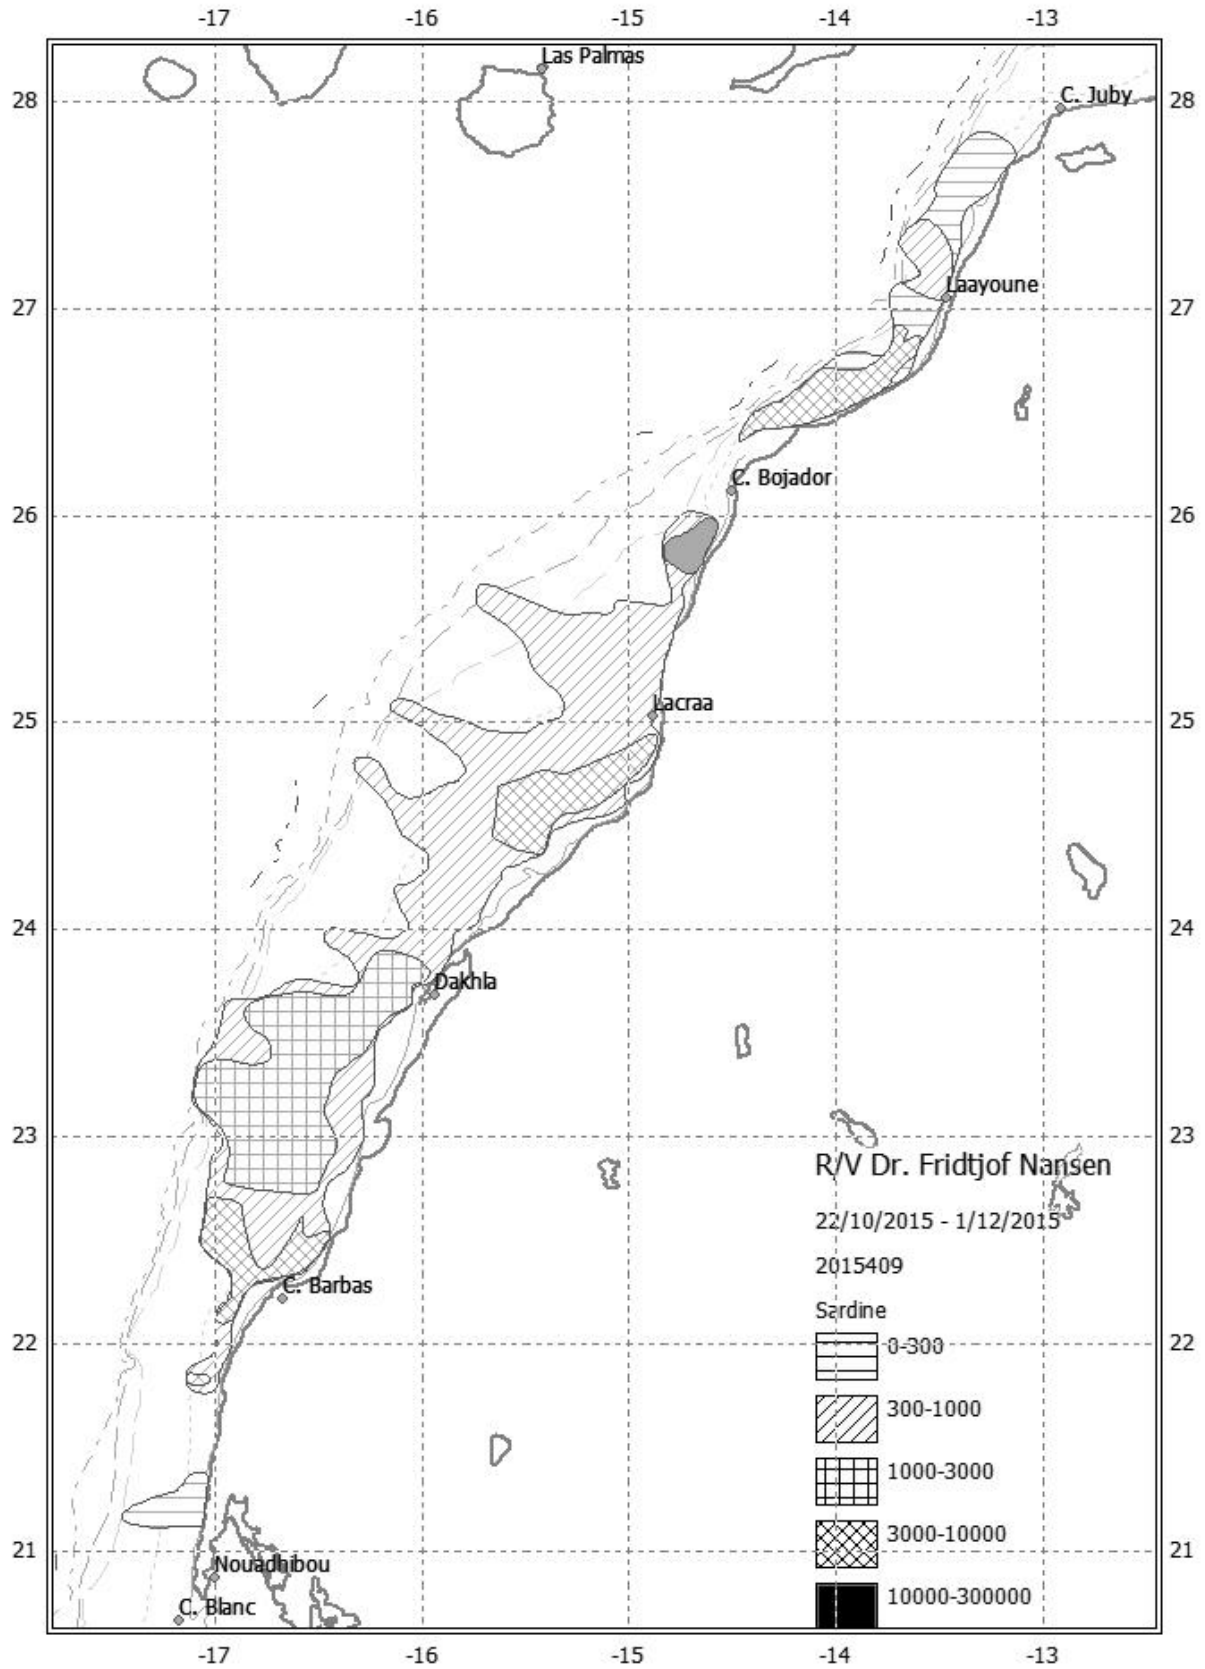 -17 -16 -15 -14 -13
Las Palmas
28 C. Juby 28
27 Laayoune 27
C. Bojador
26 26
25 Lacraa 25
24 24
Dakhla
23 23
R/V Dr. Fridtjof Nansen
22/10/2015 - 1/12/2015
2015409
C. Barbas
Sardine
22 0-300 22
300-1000
1000-3000
3000-10000
21 21
Nouadhibou
10000-300000
C. Blanc
-17 -16 -15 -14 -13